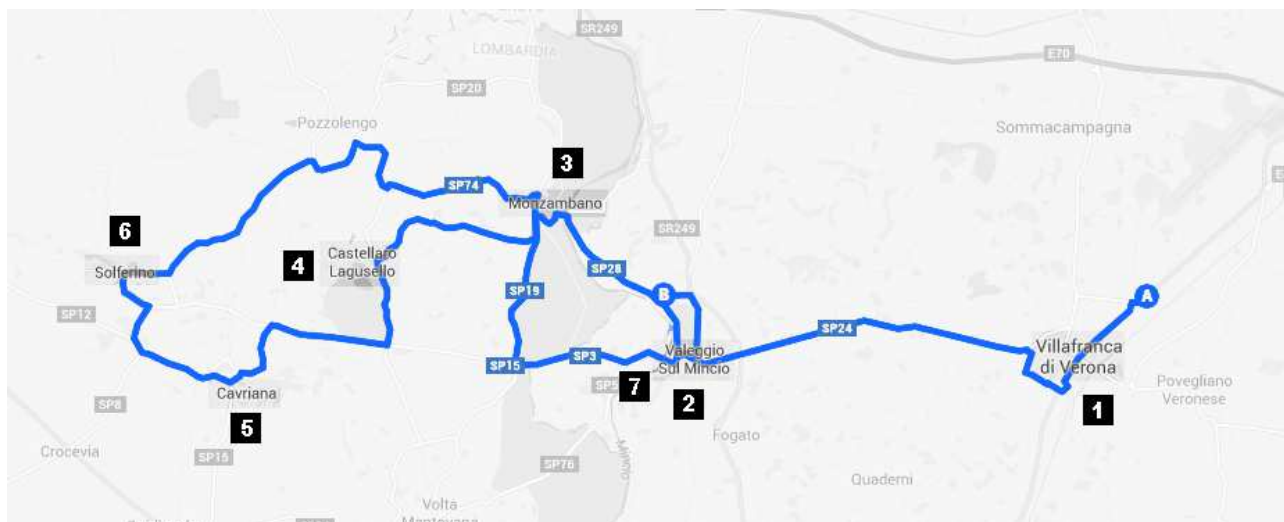 SR249
LOMBARDIA
E70
SP20
Pozzolengo
Sommacampagna
3
SP74
Monzambano
6
SR249
4
Castellaro
Lagusello
Solferino
SP28
SP19
B
A
SP12
SP24
Villafranca
di Verona
Valeggio
Sul Mincio
SP3
SP15
7
2
1
Povegliano
Veronese
Cavriana
SP8
5
Fogato
Crocevia
SP15
SP76
Mincio
Quaderni
Volta